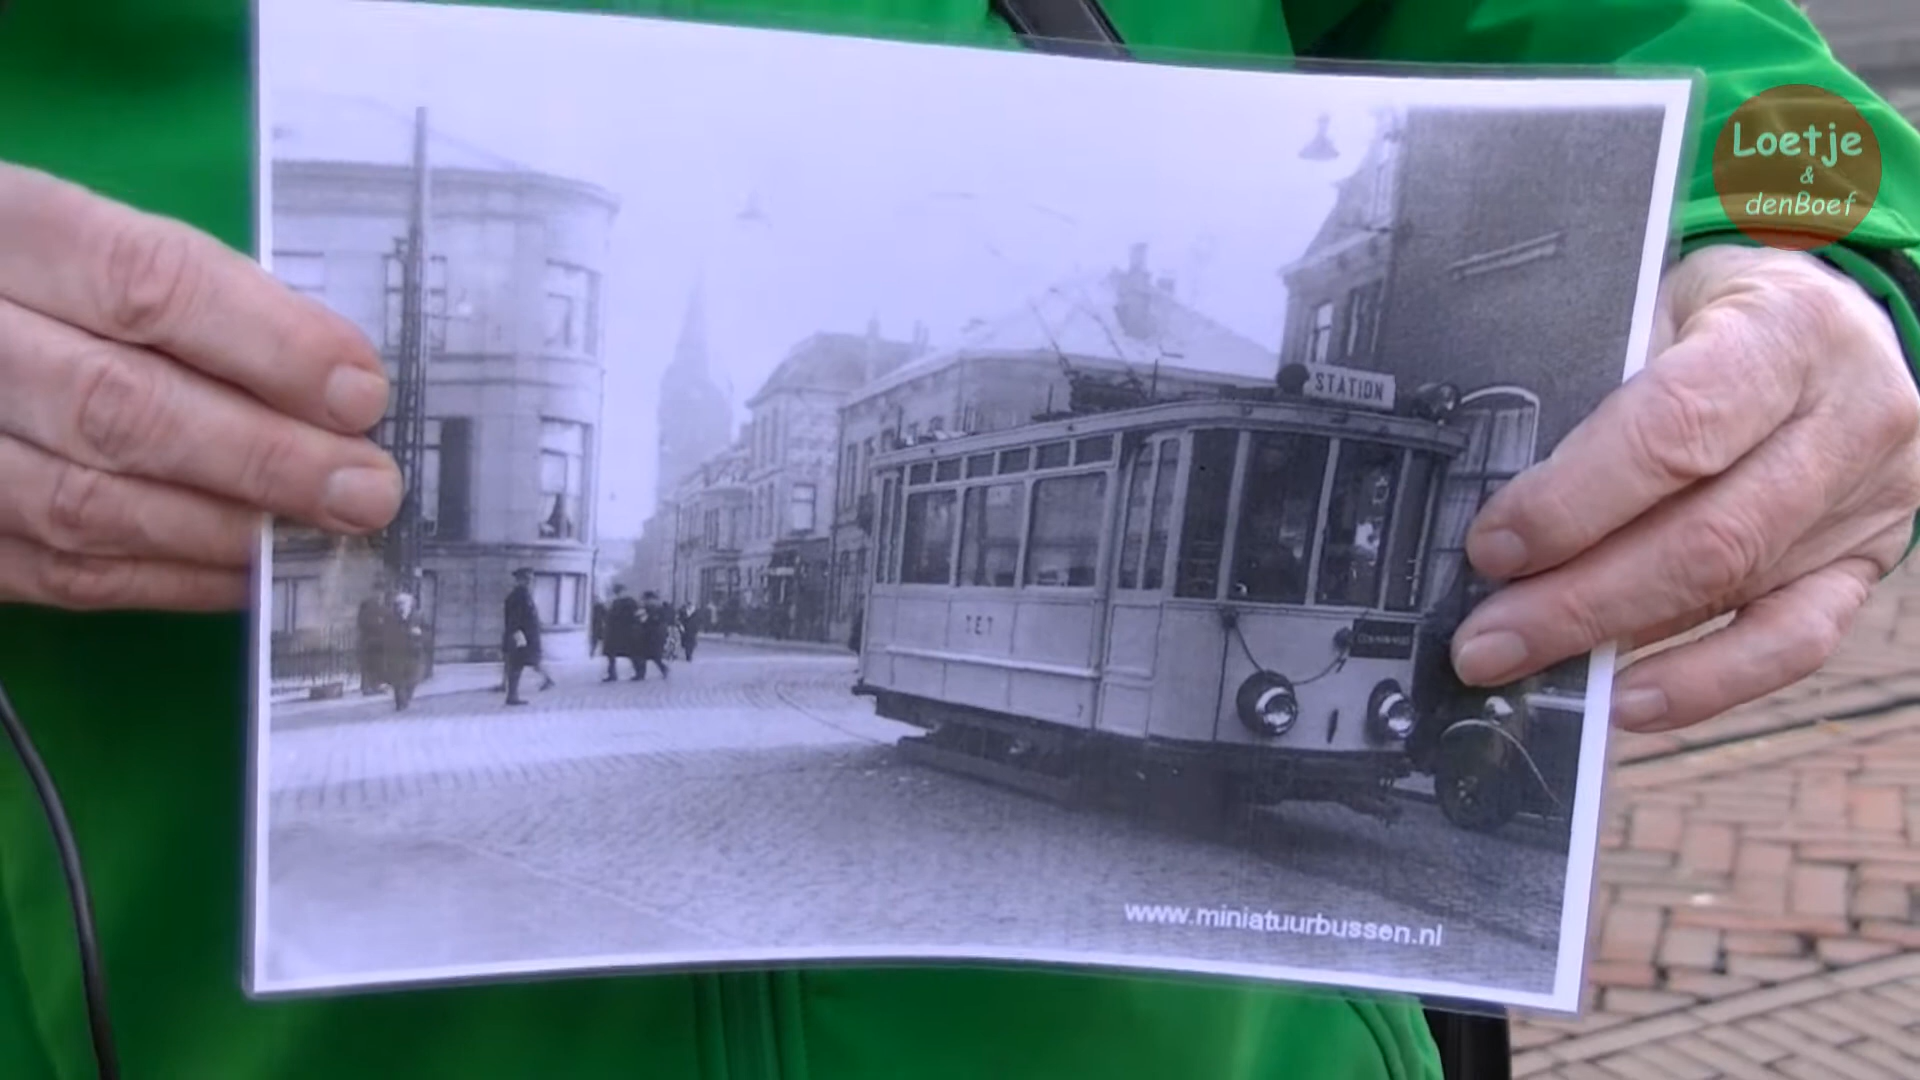 Loetje
&
denBoef
STATION
TET
www.miniatuurbussen.nl